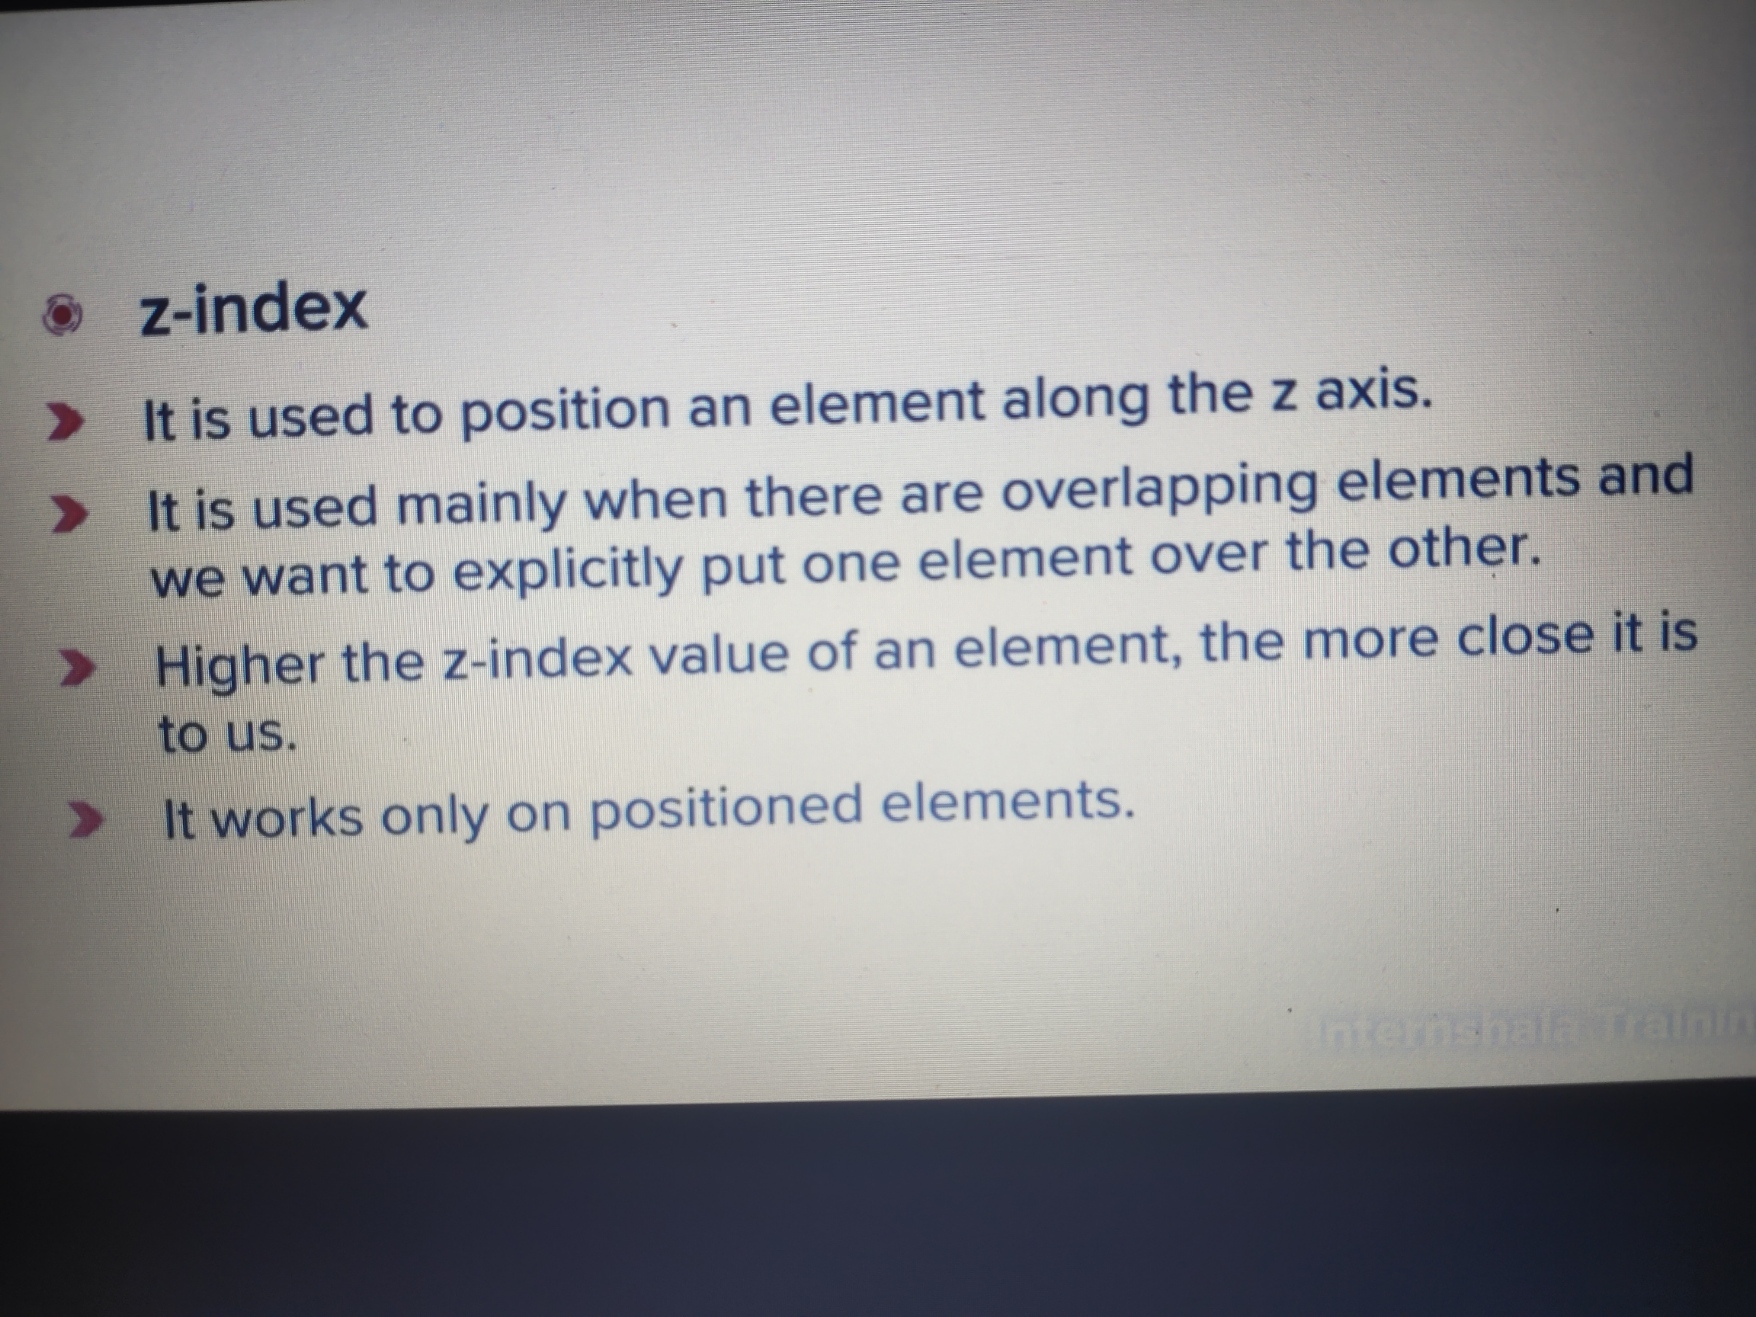 z-index
It is used to position an element along the z axis.
It is used mainly when there are overlapping elements and
we want to explicitly put one element over the other.
Higher the z-index value of an element, the more close it is
to us.
It works only on positioned elements.
Internshala Trainin